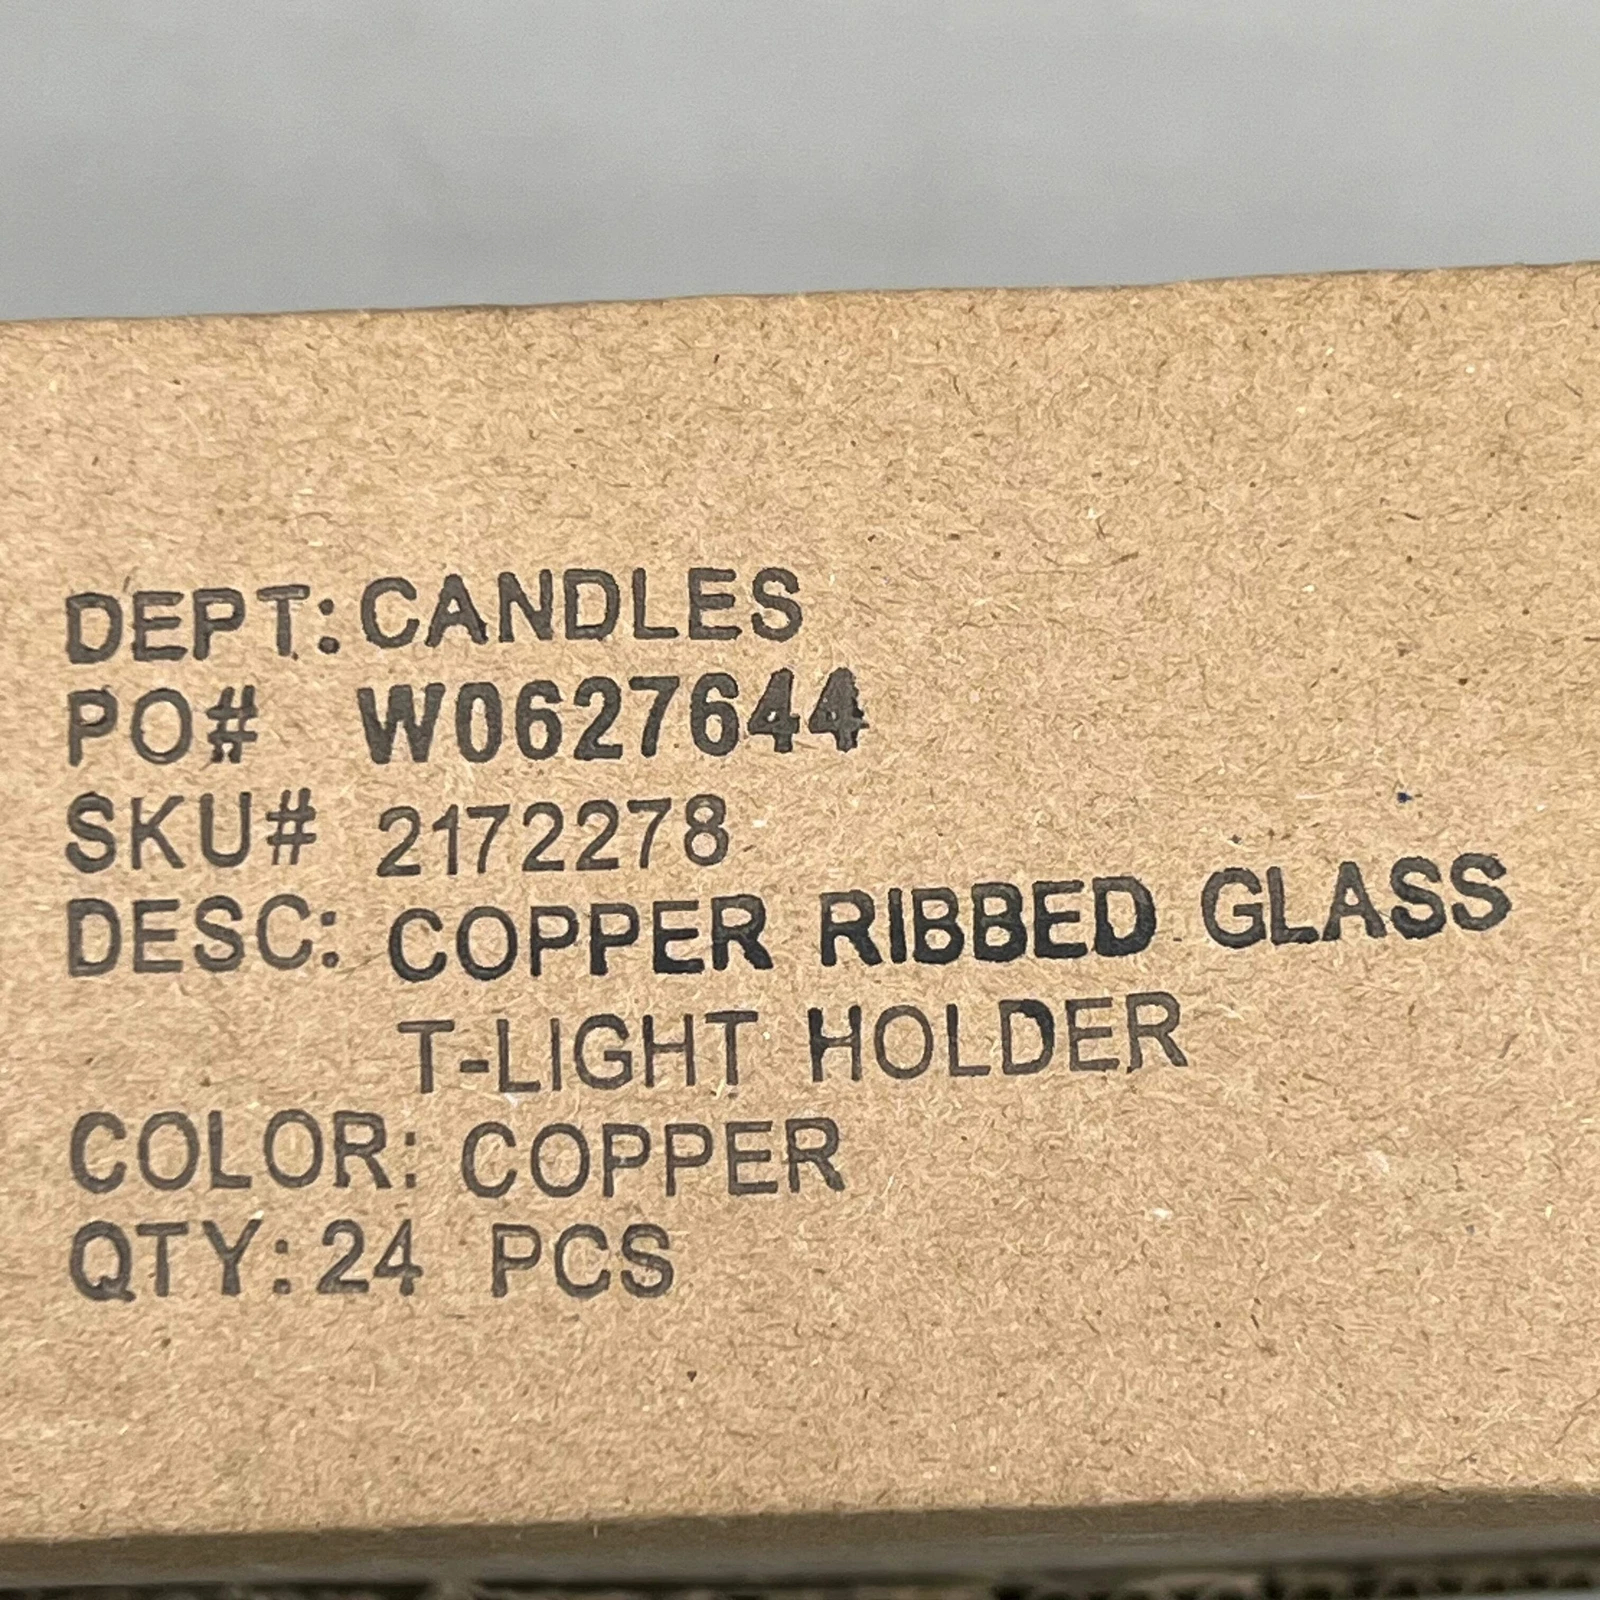 DEPT: CANDLES
PO# W0627644
SKU# 2172278
DESC: COPPER RIBBED GLASS
T-LIGHT HOLDER
COLOR: COPPER
QTY: 24 PCS